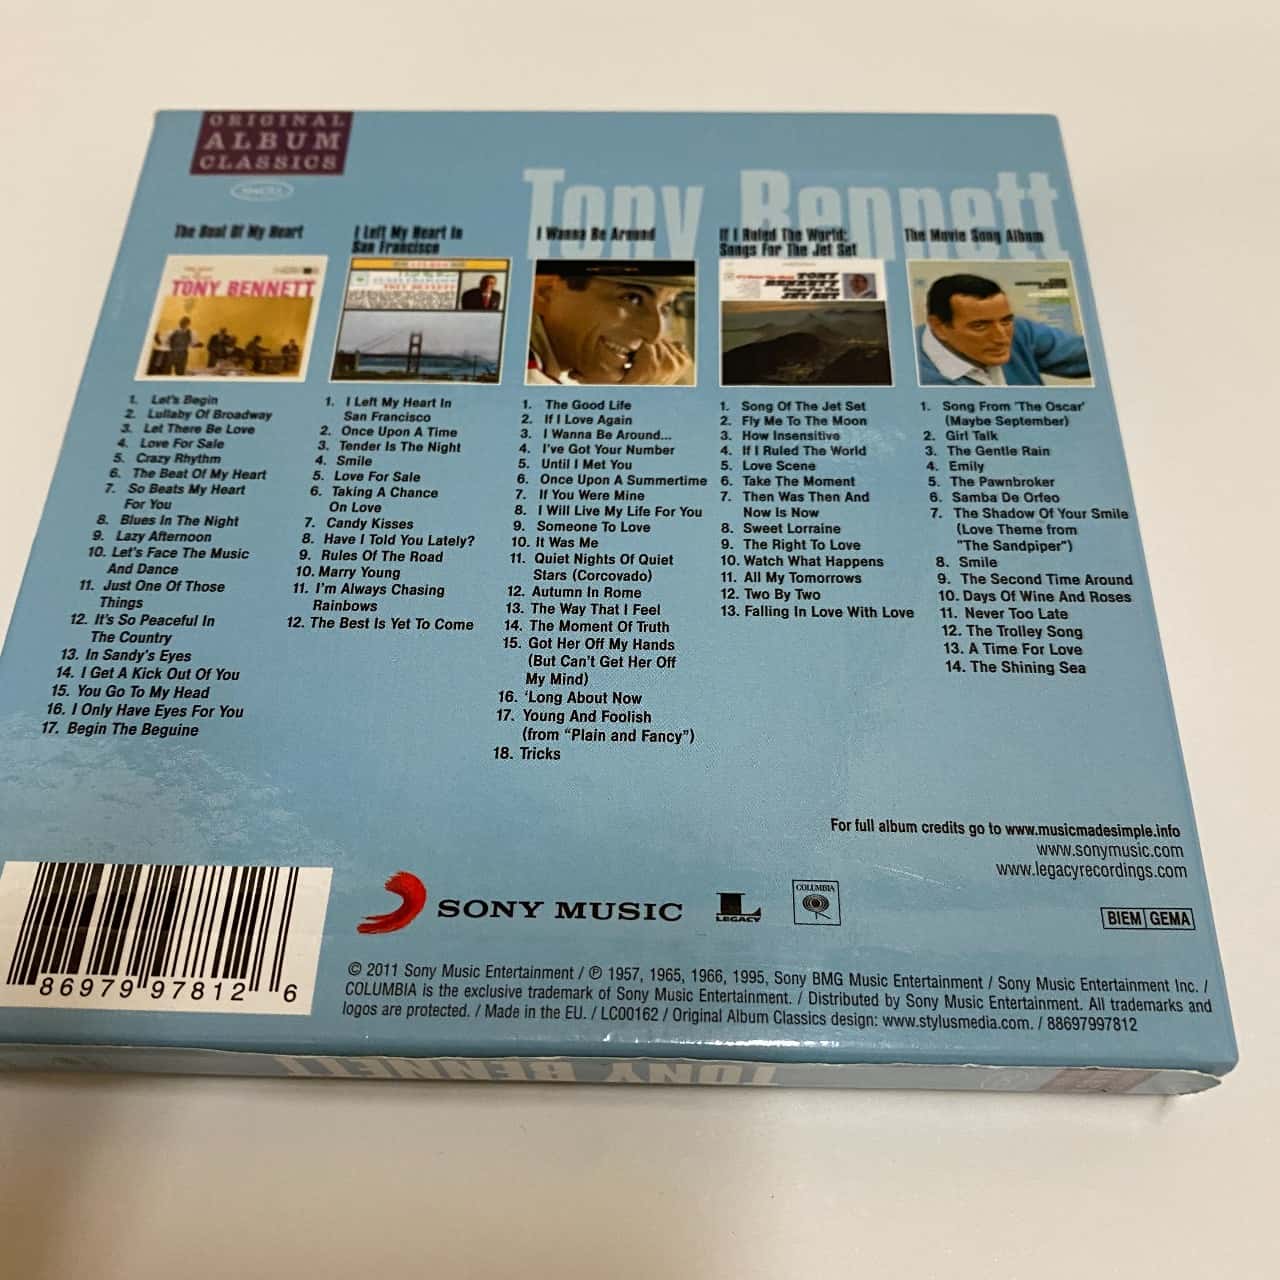 ORIGINAL
ALBUM
CLASSICS
Tony Bennett
The Beat Of My Heart
TONY BENNETT
1. Let's Begin
2. Lullaby Of Broadway
3. Let There Be Love
4. Love For Sale
5. Crazy Rhythm
6. The Beat Of My Heart
7. So Beats My Heart
For You
8. Blues In The Night
9. Lazy Afternoon
10. Let's Face The Music
And Dance
11. Just One Of Those
Things
12. It's So Peaceful In
The Country
13. In Sandy's Eyes
14. I Get A Kick Out Of You
15. You Go To My Head
16. I Only Have Eyes For You
17. Begin The Beguine
I Left My Heart In
San Francisco
TONY BENNETT
1. I Left My Heart In
San Francisco
2. Once Upon A Time
3. Tender Is The Night
4. Smile
5. Love For Sale
6. Taking A Chance
On Love
7. Candy Kisses
8. Have I Told You Lately?
9. Rules Of The Road
10. Marry Young
11. I'm Always Chasing
Rainbows
12. The Best Is Yet To Come
I Wanna Be Around
1. The Good Life
2. If I Love Again
3. I Wanna Be Around...
4. I've Got Your Number
5. Until I Met You
6. Once Upon A Summertime
7. If You Were Mine
8. I Will Live My Life For You
9. Someone To Love
10. It Was Me
11. Quiet Nights Of Quiet
Stars (Corcovado)
12. Autumn In Rome
13. The Way That I Feel
14. The Moment Of Truth
15. Got Her Off My Hands
(But Can't Get Her Off
My Mind)
16. 'Long About Now
17. Young And Foolish
(from "Plain and Fancy")
18. Tricks
If I Ruled The World:
Songs For The Jet Set
TONY
BENNETT
Songs For The
JET SET
1. Song Of The Jet Set
2. Fly Me To The Moon
3. How Insensitive
4. If I Ruled The World
5. Love Scene
6. Take The Moment
7. Then Was Then And
Now Is Now
8. Sweet Lorraine
9. The Right To Love
10. Watch What Happens
11. All My Tomorrows
12. Two By Two
13. Falling In Love With Love
The Movie Song Album
1. Song From 'The Oscar'
(Maybe September)
2. Girl Talk
3. The Gentle Rain
4. Emily
5. The Pawnbroker
6. Samba De Orfeo
7. The Shadow Of Your Smile
(Love Theme from
"The Sandpiper")
8. Smile
9. The Second Time Around
10. Days Of Wine And Roses
11. Never Too Late
12. The Trolley Song
13. A Time For Love
14. The Shining Sea
For full album credits go to www.musicmadesimple.info
www.sonymusic.com
www.legacyrecordings.com
8 86979 97812 6
SONY MUSIC
LEGACY
COLUMBIA
BIEM GEMA
© 2011 Sony Music Entertainment / ℗ 1957, 1965, 1966, 1995, Sony BMG Music Entertainment / Sony Music Entertainment Inc. /
COLUMBIA is the exclusive trademark of Sony Music Entertainment. / Distributed by Sony Music Entertainment. All trademarks and
logos are protected. / Made in the EU. / LC00162 / Original Album Classics design: www.stylusmedia.com. / 88697997812
TONY BENNETT